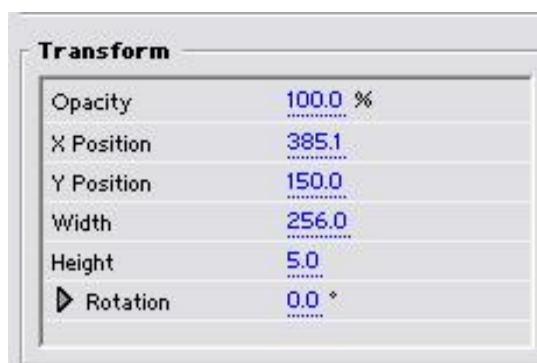 Transform
Opacity 100.0 %
X Position 385.1
Y Position 150.0
Width 256.0
Height 5.0
Rotation 0.0 °